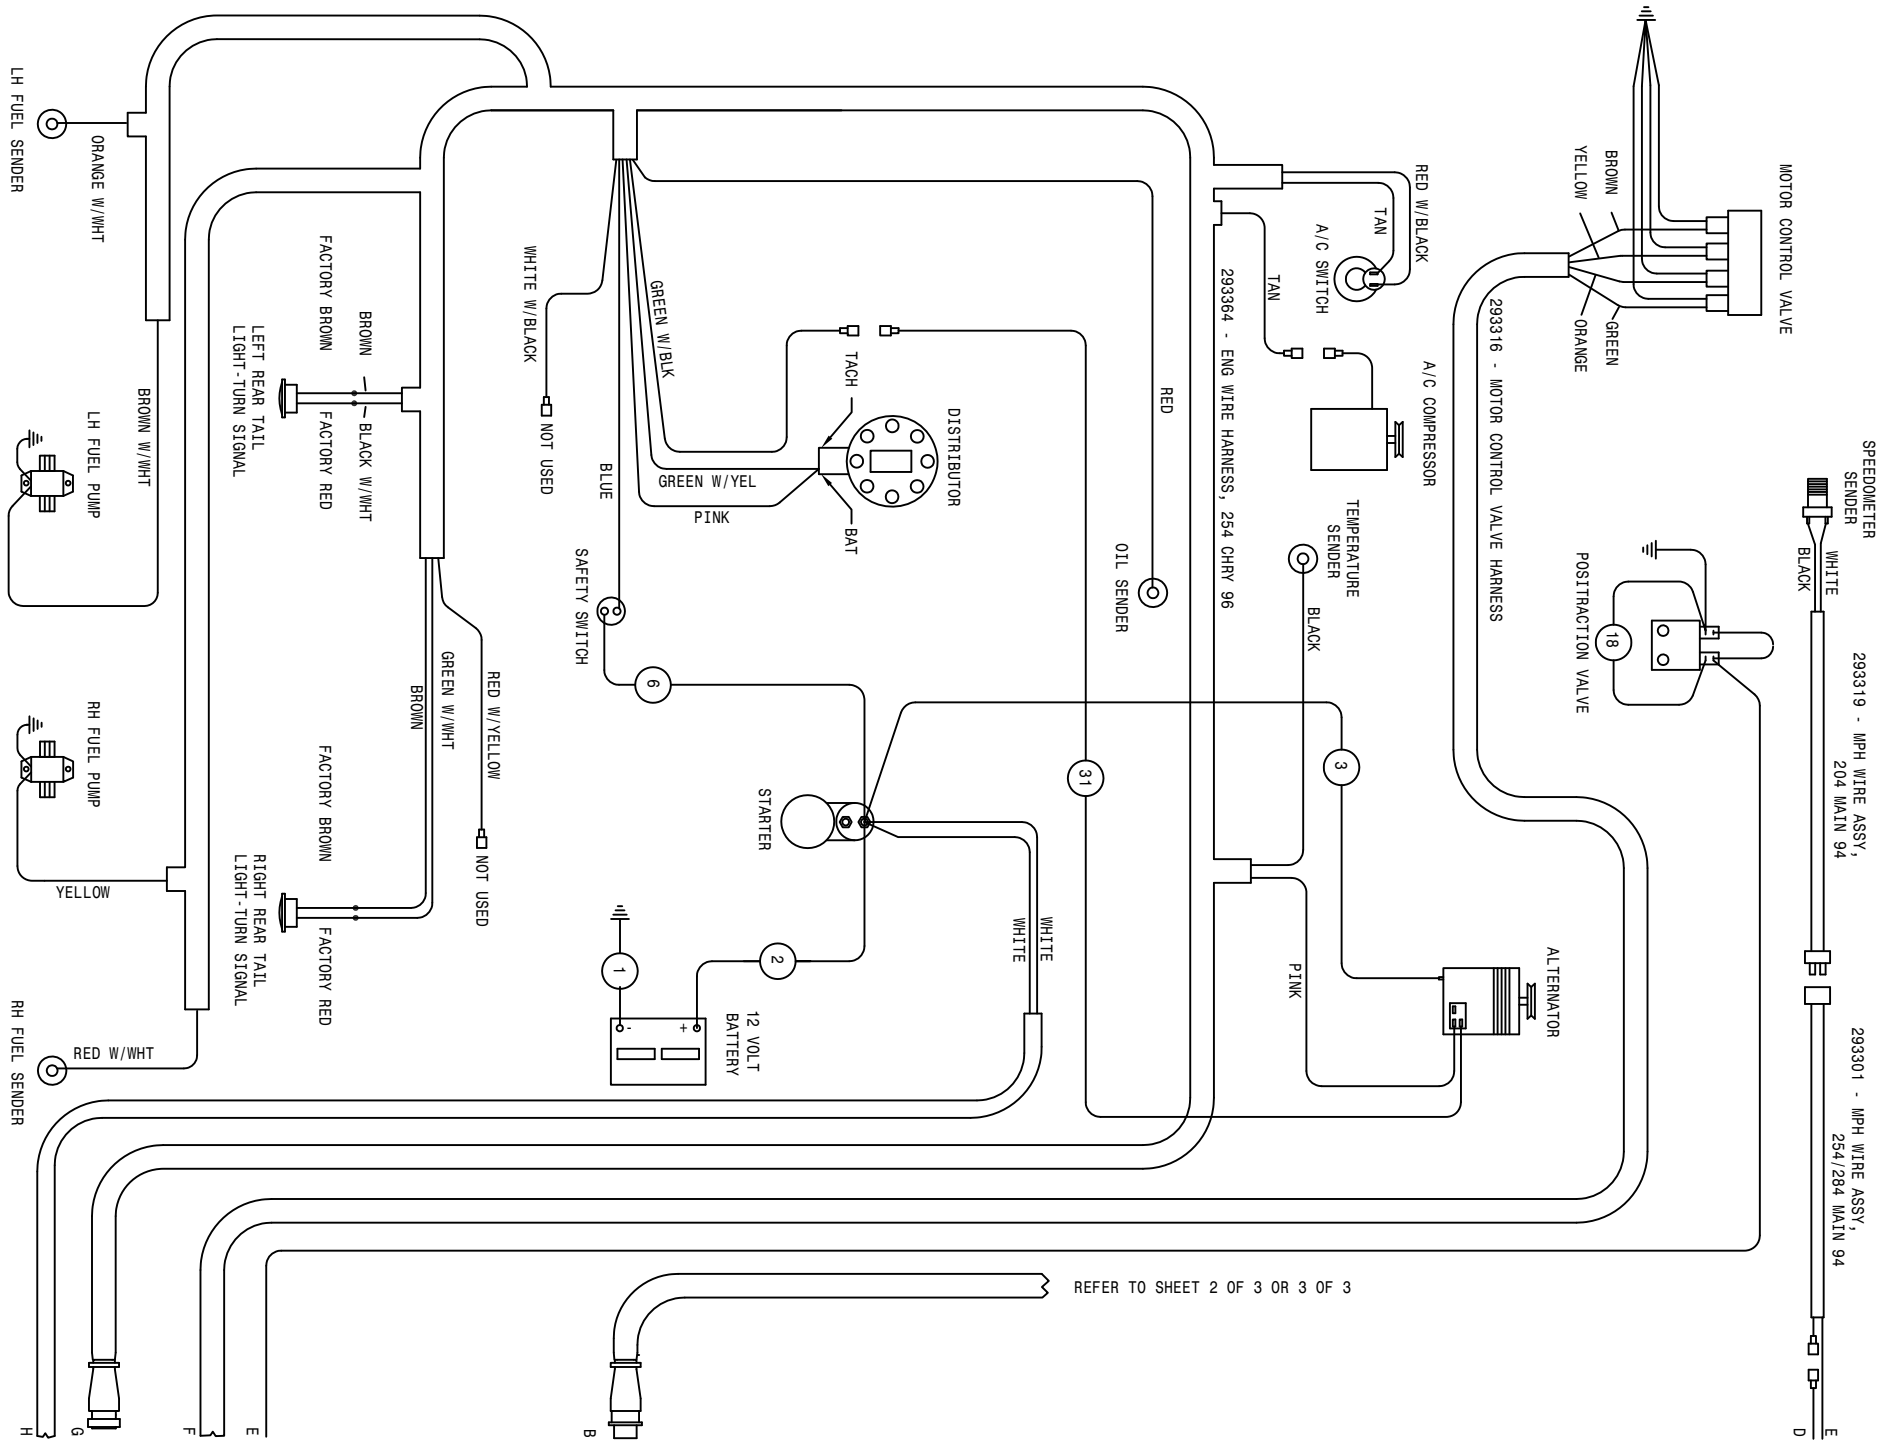 MOTOR CONTROL VALVE
BROWN
YELLOW
GREEN
ORANGE
293316 - MOTOR CONTROL VALVE HARNESS
SPEEDOMETER
SENDER
WHITE
BLACK
293319 - MPH WIRE ASSY,
204 MAIN 94
293301 - MPH WIRE ASSY,
254/284 MAIN 94
E
D
POSITRACTION VALVE
18
RED W/BLACK
TAN
A/C SWITCH
TAN
A/C COMPRESSOR
293364 - ENG WIRE HARNESS, 254 CHRY 96
TEMPERATURE
SENDER
BLACK
3
ALTERNATOR
PINK
RED
OIL SENDER
31
DISTRIBUTOR
TACH
BAT
GREEN W/BLK
GREEN W/YEL
PINK
WHITE W/BLACK
NOT USED
BLUE
SAFETY SWITCH
6
STARTER
WHITE
WHITE
2
1
12 VOLT
BATTERY
+
-
BROWN
BLACK W/WHT
FACTORY BROWN
FACTORY RED
LEFT REAR TAIL
LIGHT-TURN SIGNAL
RED W/YELLOW
NOT USED
GREEN W/WHT
BROWN
FACTORY BROWN
FACTORY RED
RIGHT REAR TAIL
LIGHT-TURN SIGNAL
LH FUEL SENDER
ORANGE W/WHT
BROWN W/WHT
LH FUEL PUMP
RH FUEL PUMP
YELLOW
RH FUEL SENDER
RED W/WHT
REFER TO SHEET 2 OF 3 OR 3 OF 3
B
E
F
G
H